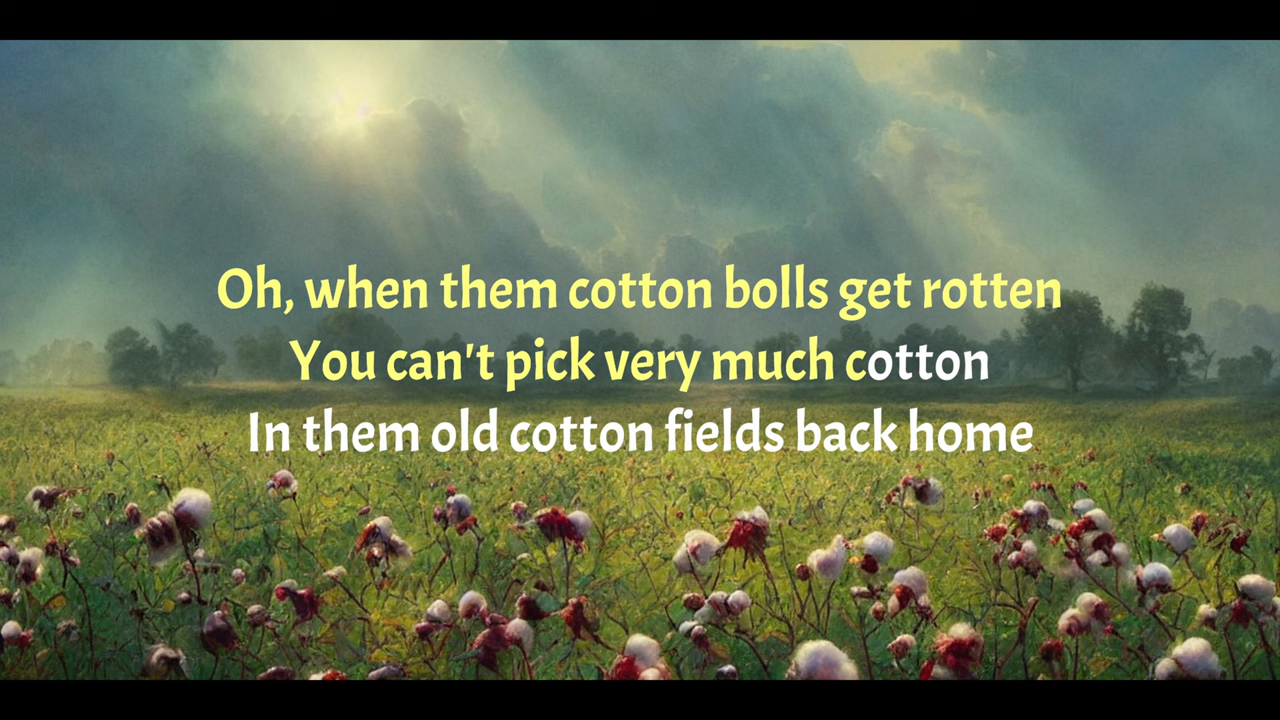 Oh, when them cotton bolls get rotten
You can't pick very much cotton
In them old cotton fields back home